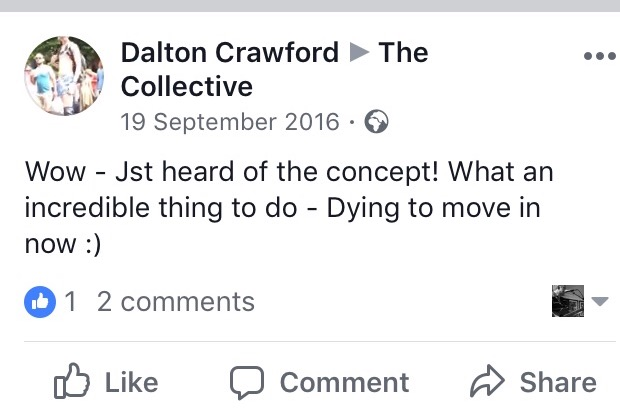 Dalton Crawford ▶ The
Collective
19 September 2016 ·
Wow - Jst heard of the concept! What an
incredible thing to do - Dying to move in
now :)
1 2 comments
Like Comment Share